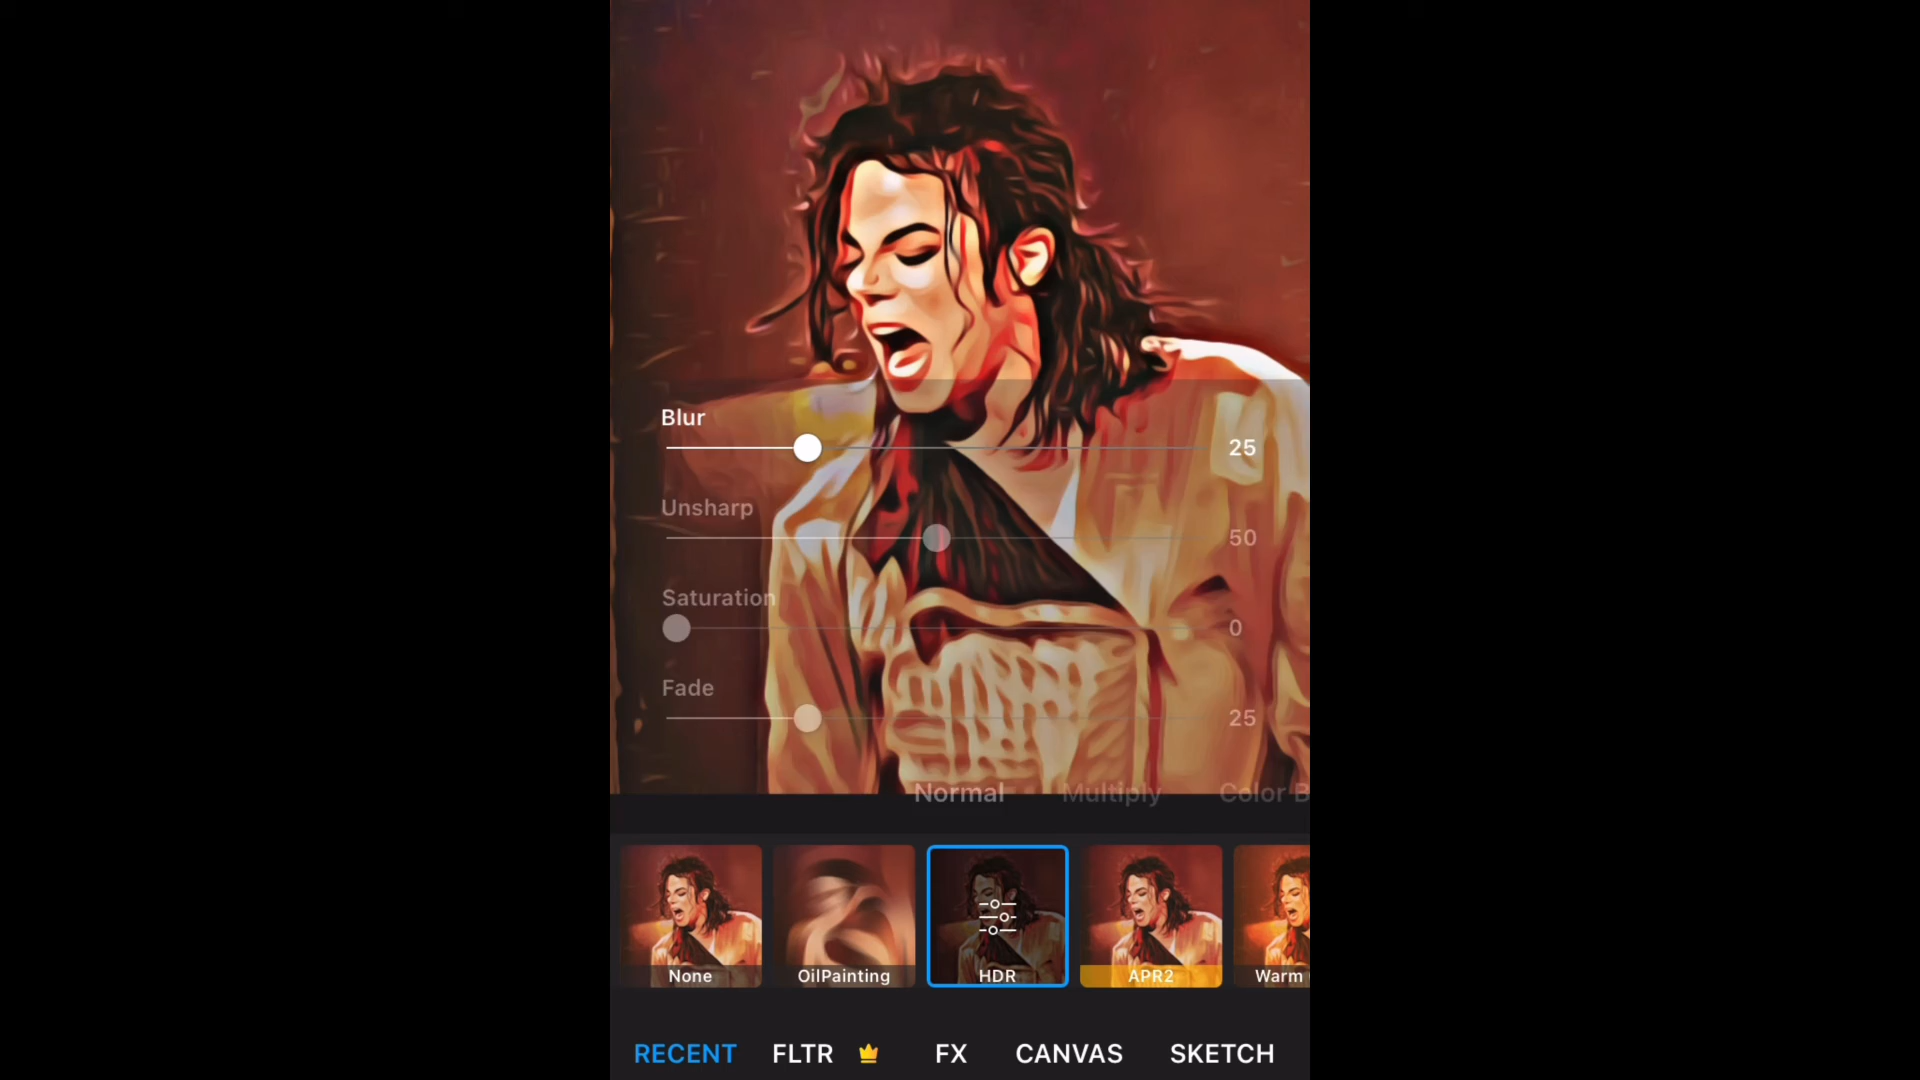 Blur
25
Unsharp
50
Saturation
0
Fade
25
Normal Multiply Color B
None OilPainting HDR APR2 Warm
RECENT FLTR FX CANVAS SKETCH